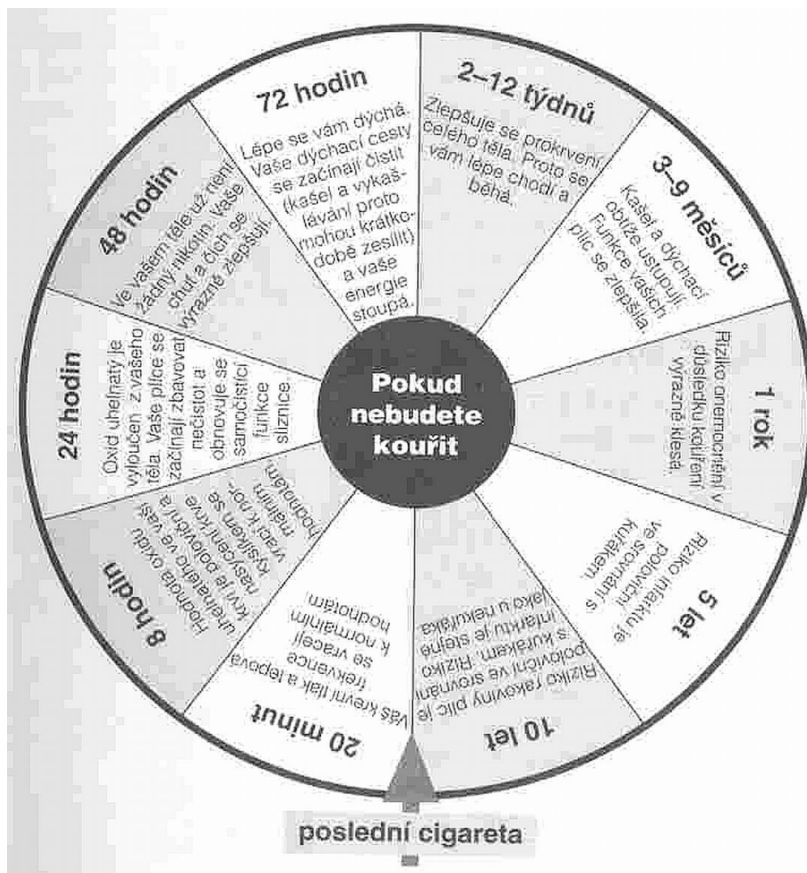 Pokud
nebudete
kouřit
poslední cigareta
20 minut
Váš krevní tlak a tepová
frekvence
se vracejí
k normálním
hodnotám.
8 hodin
Hodnota oxidu
uhelnatého ve vaší
krvi je poloviční a
nasycení krve
kyslíkem se
vrací k nor-
málním
hodnotám
24 hodin
Oxid uhelnatý je
vyloučen z vašeho
těla. Vaše plíce se
začínají zbavovat
nečistot a
obnovuje se
samočistící
funkce
sliznice.
48 hodin
Ve vašem těle už není
žádný nikotin. Vaše
chuť a čich se
výrazně zlepšují
72 hodin
Lépe se vám dýchá.
Vaše dýchací cesty
se začínají čistit
(kašel a vykaš-
lávání proto
mohou krátko-
době zesílit)
a vaše
energie
stoupá.
2–12 týdnů
Zlepšuje se prokrvení
celého těla. Proto se
vám lépe chodí a
běhá.
3–9 měsíců
Kašel a dýchací
obtíže ustupují.
Funkce vašich
plic se zlepšila
1 rok
Riziko onemocnění v
důsledku kouření
výrazně klesá.
5 let
Riziko infarktu je
poloviční
ve srovnání s
kuřákem.
10 let
Riziko rakoviny plic je
poloviční ve srovnání
s kuřákem. Riziko
infarktu je stejné
jako u nekuřáka.